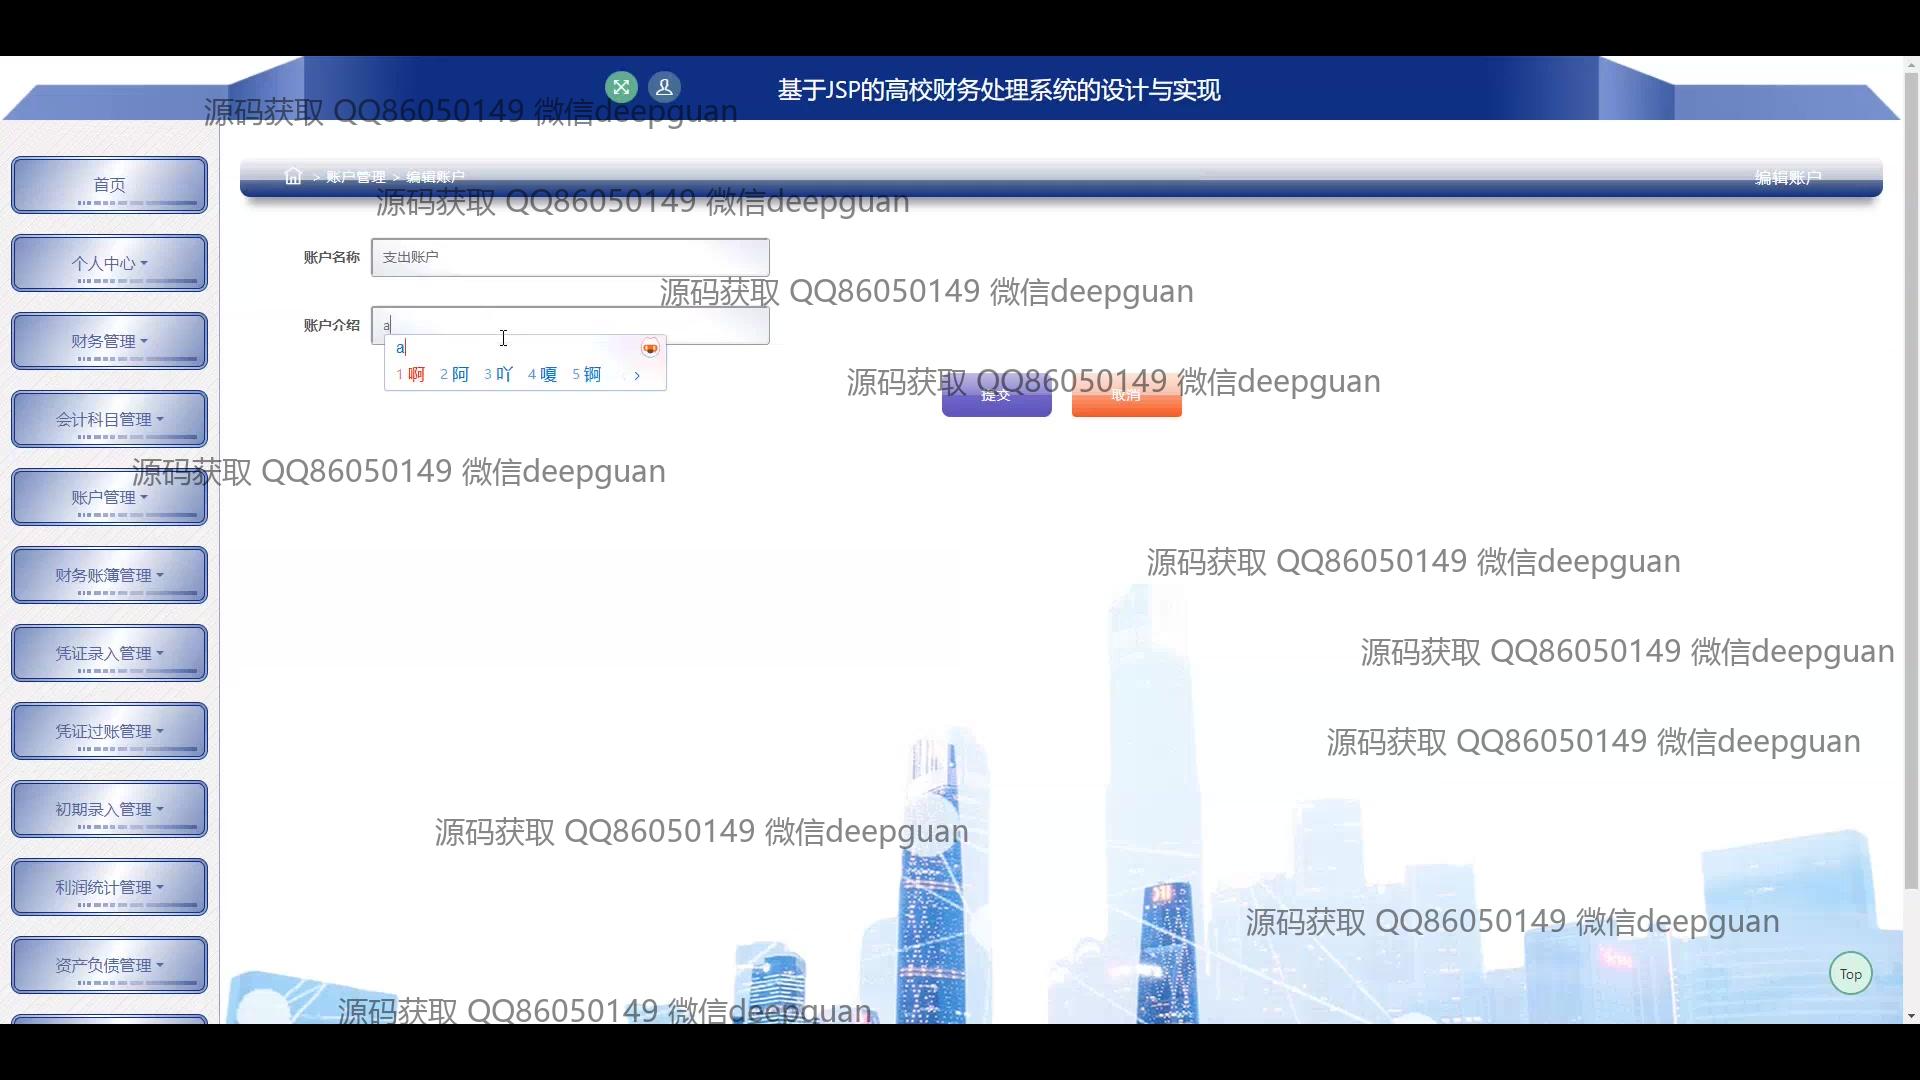 基于JSP的高校财务处理系统的设计与实现
源码获取 QQ86050149 微信deepguan
首页
> 账户管理 > 编辑账户
编辑账户
源码获取 QQ86050149 微信deepguan
个人中心
账户名称
支出账户
源码获取 QQ86050149 微信deepguan
财务管理
账户介绍
a
a
1 啊 2 阿 3 吖 4 嗄 5 锕 >
源码获取 QQ86050149 微信deepguan
提交
取消
会计科目管理
源码获取 QQ86050149 微信deepguan
账户管理
财务账簿管理
源码获取 QQ86050149 微信deepguan
凭证录入管理
源码获取 QQ86050149 微信deepguan
凭证过账管理
源码获取 QQ86050149 微信deepguan
初期录入管理
源码获取 QQ86050149 微信deepguan
利润统计管理
源码获取 QQ86050149 微信deepguan
资产负债管理
Top
源码获取 QQ86050149 微信deepguan